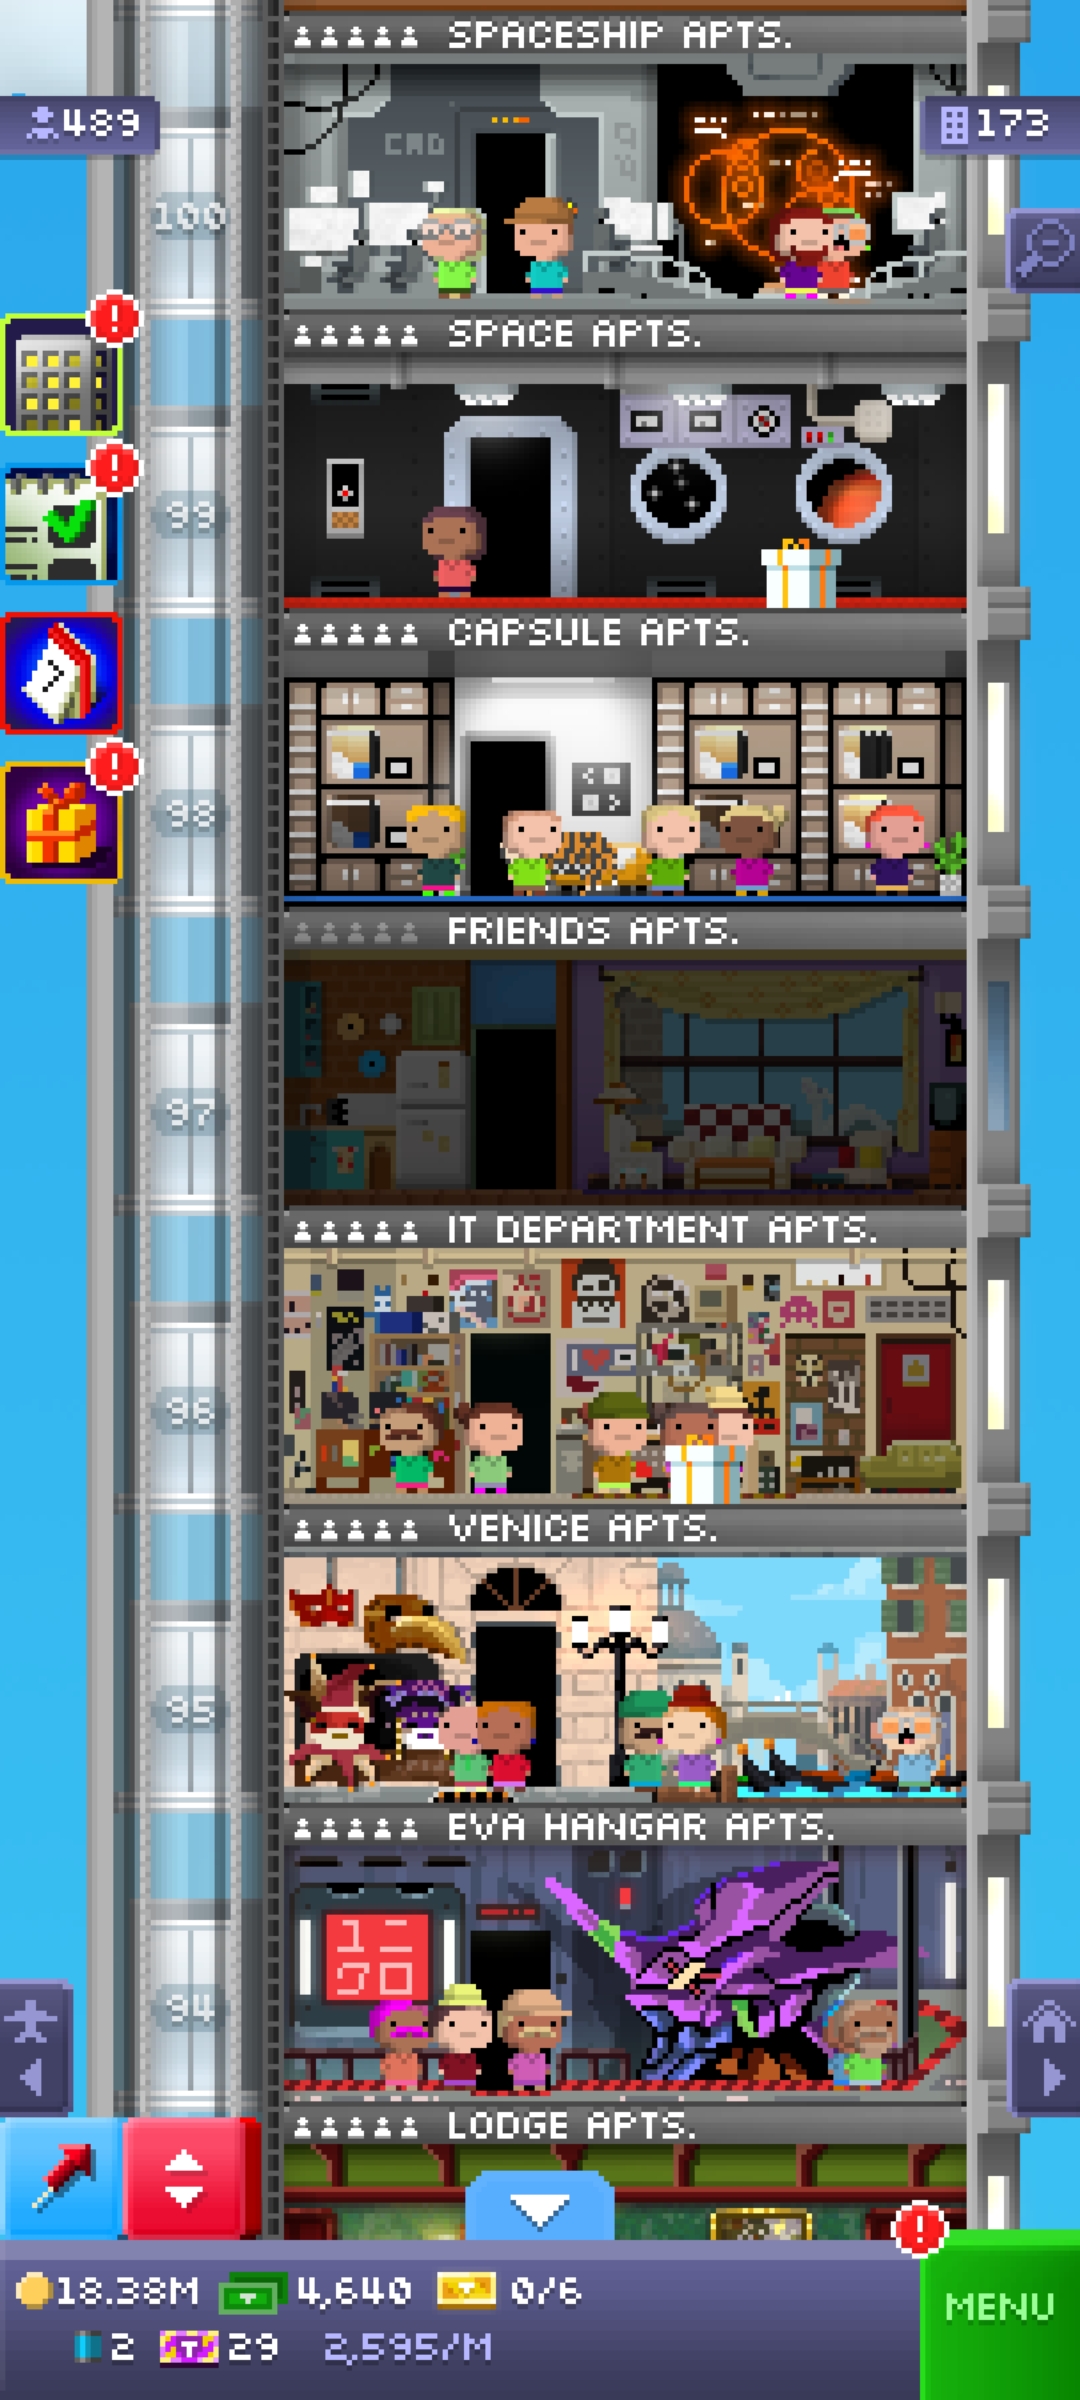 SPACESHIP APTS.
489
173
CMD
100
SPACE APTS.
99
CAPSULE APTS.
98
FRIENDS APTS.
97
IT DEPARTMENT APTS.
96
VENICE APTS.
95
EVA HANGAR APTS.
94
LODGE APTS.
18.38M 4,640 0/6
MENU
2 29 2,595/M